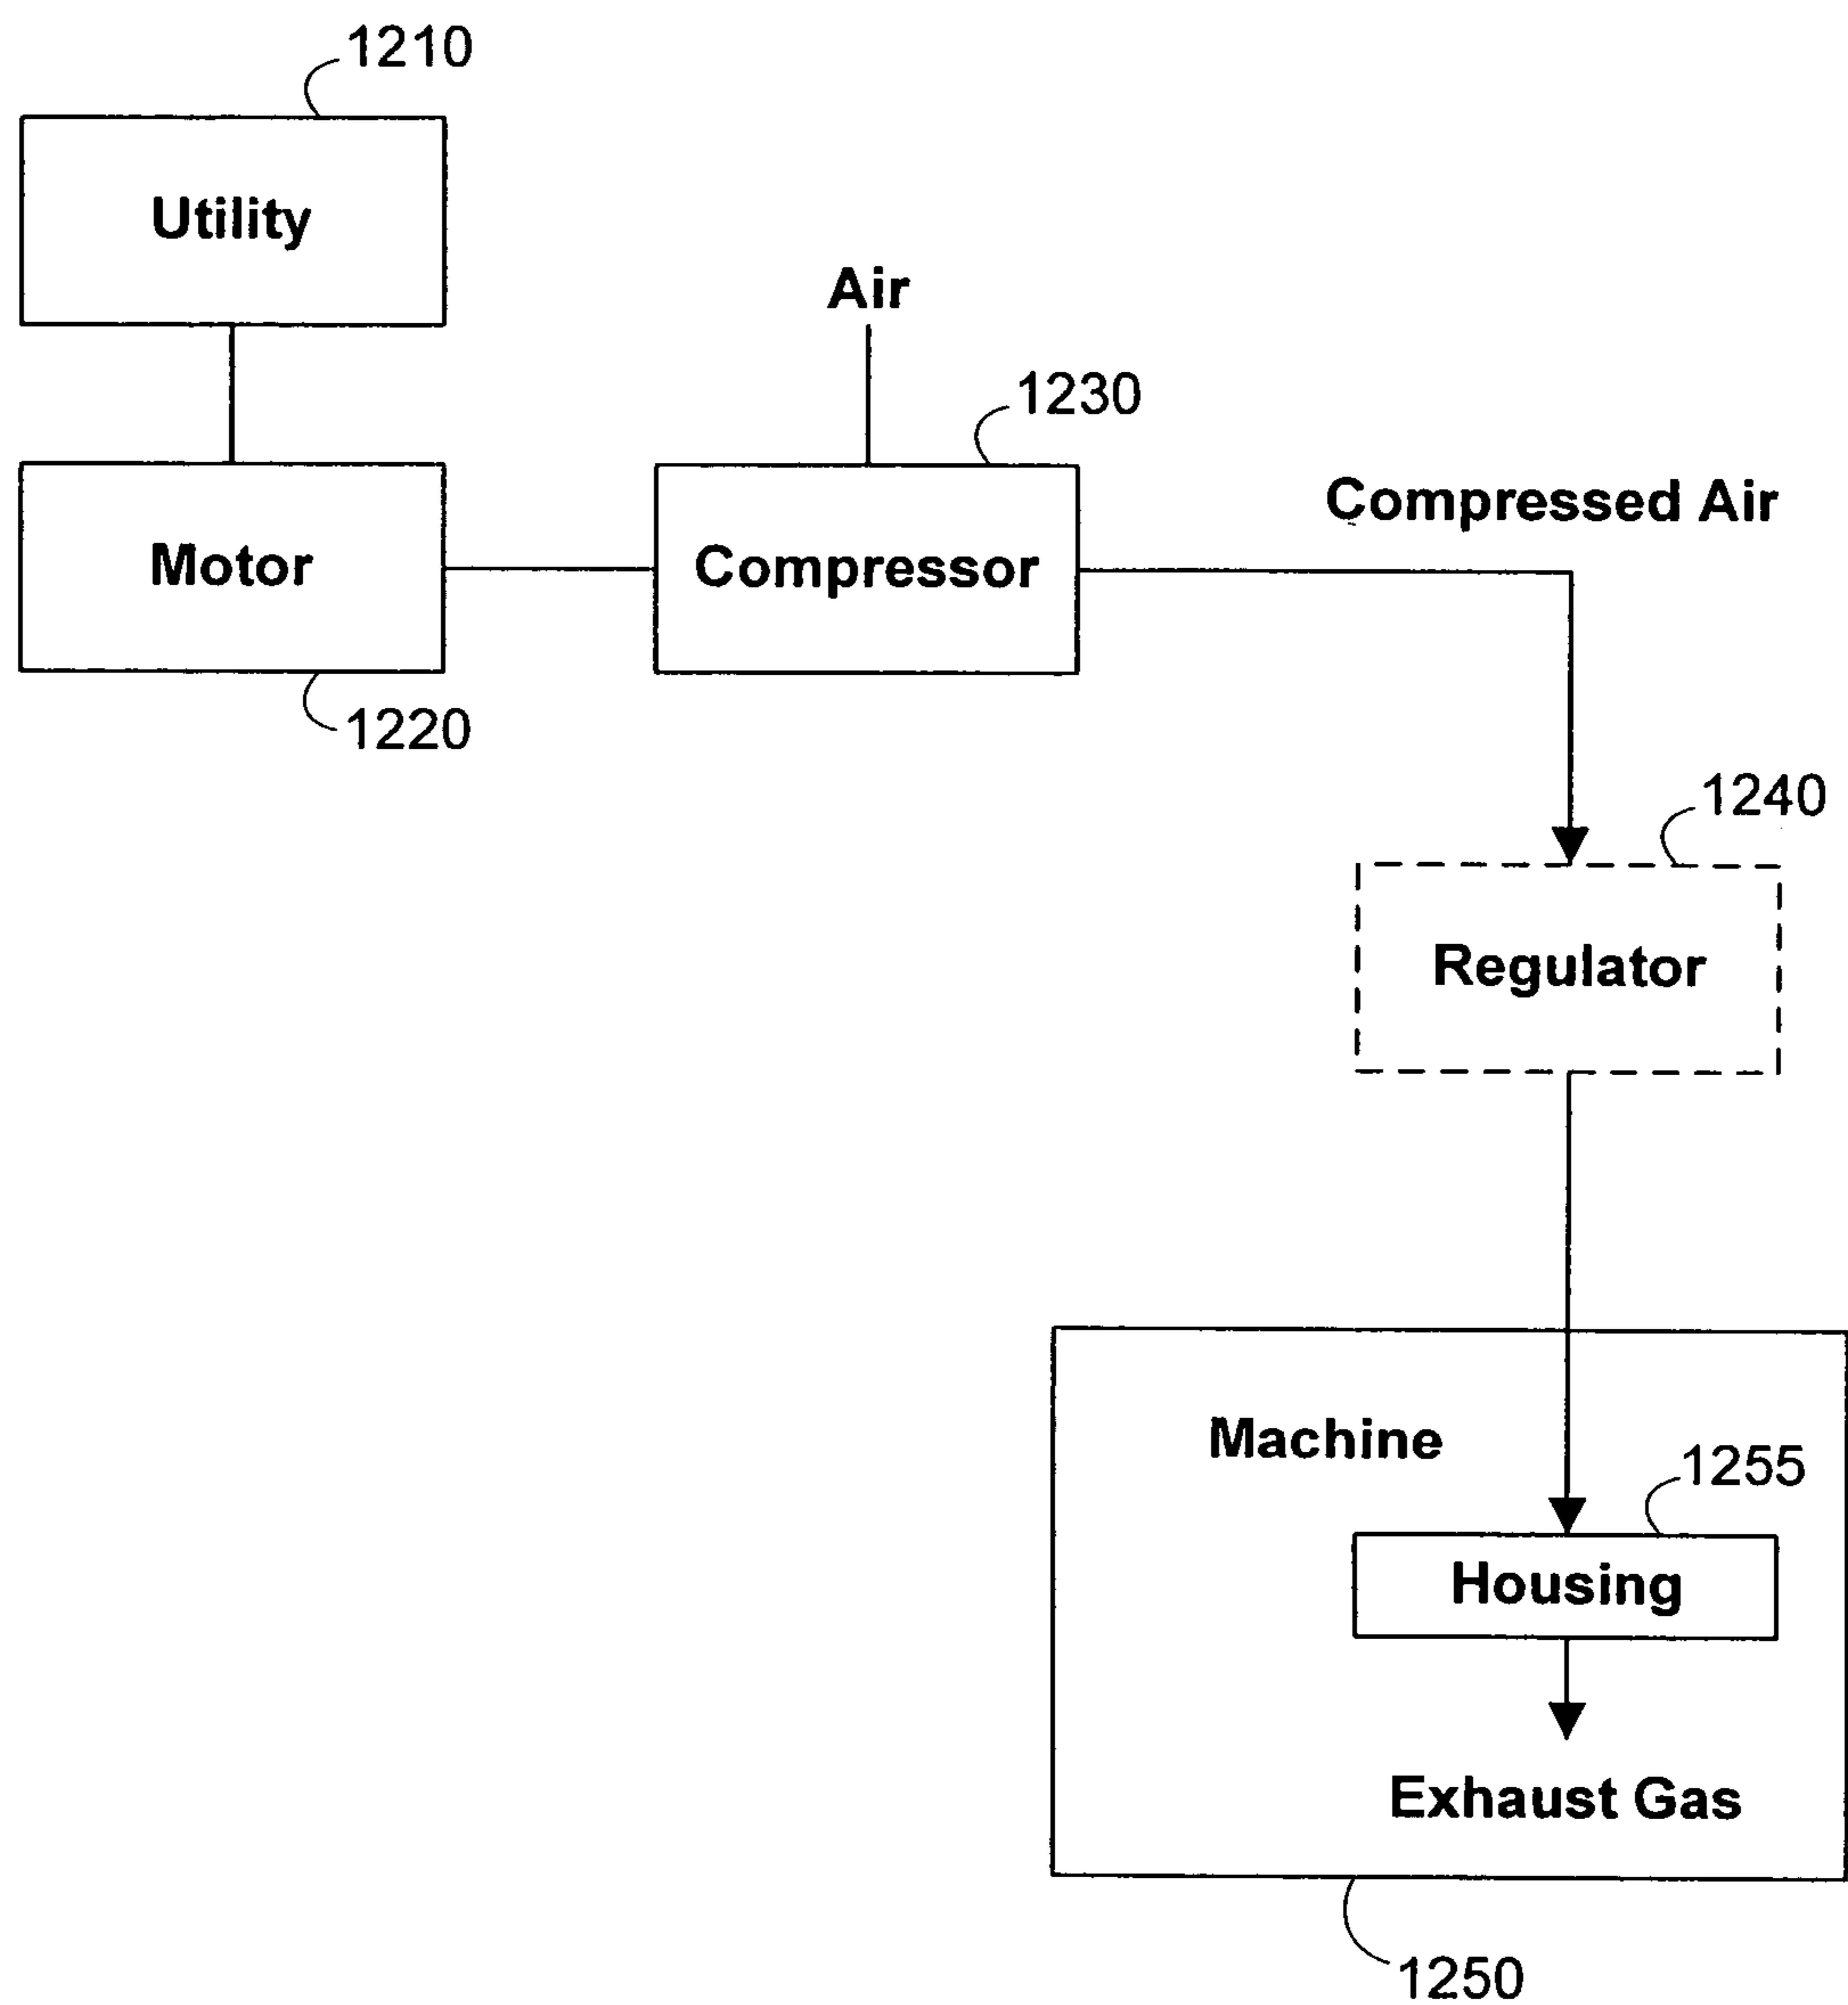 1210
Utility
Air
1230
Compressed Air
Motor
Compressor
1220
1240
Regulator
Machine
1255
Housing
Exhaust Gas
1250